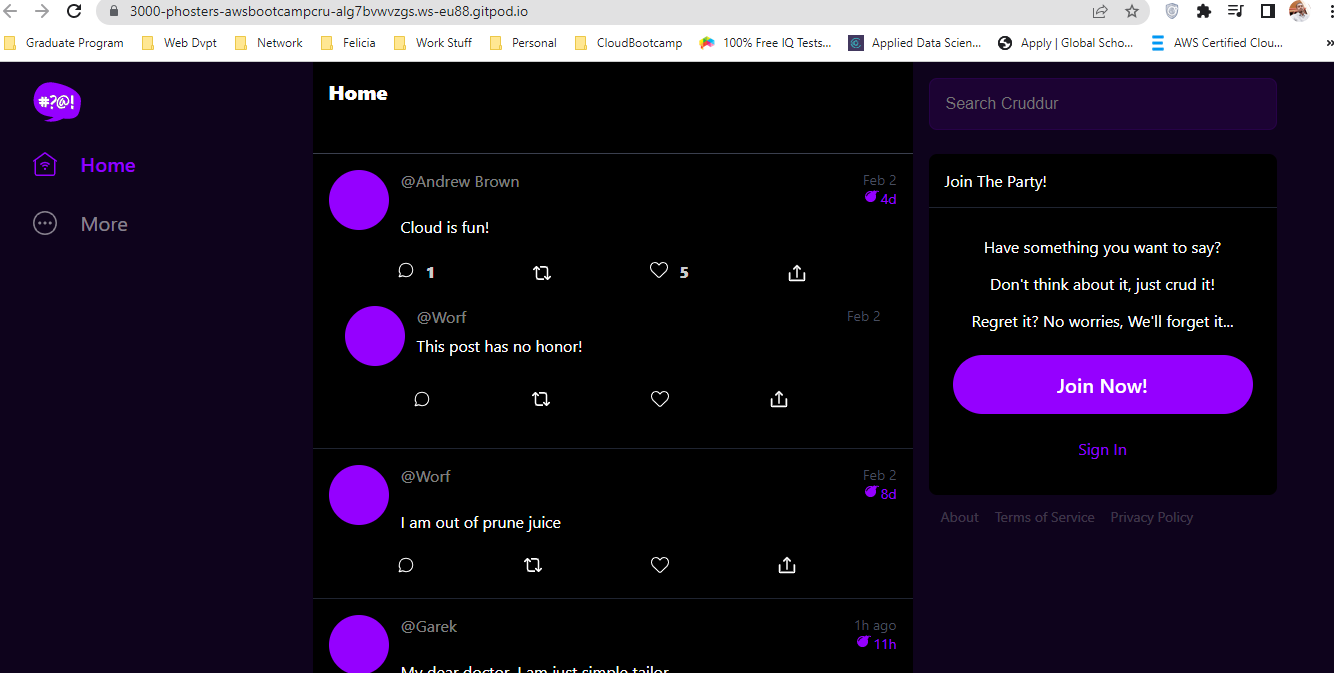 3000-phosters-awsbootcampcru-alg7bvwvzgs.ws-eu88.gitpod.io
Graduate Program Web Dvpt Network Felicia Work Stuff Personal CloudBootcamp 100% Free IQ Tests... Applied Data Scien... Apply | Global Scho... AWS Certified Clou... »
#?@!
Home
More
Home
@Andrew Brown Feb 2
4d
Cloud is fun!
1 5
@Worf Feb 2
This post has no honor!
@Worf Feb 2
8d
I am out of prune juice
@Garek 1h ago
11h
My dear doctor, I am just simple tailor
Search Cruddur
Join The Party!
Have something you want to say?
Don't think about it, just crud it!
Regret it? No worries, We'll forget it...
Join Now!
Sign In
About Terms of Service Privacy Policy